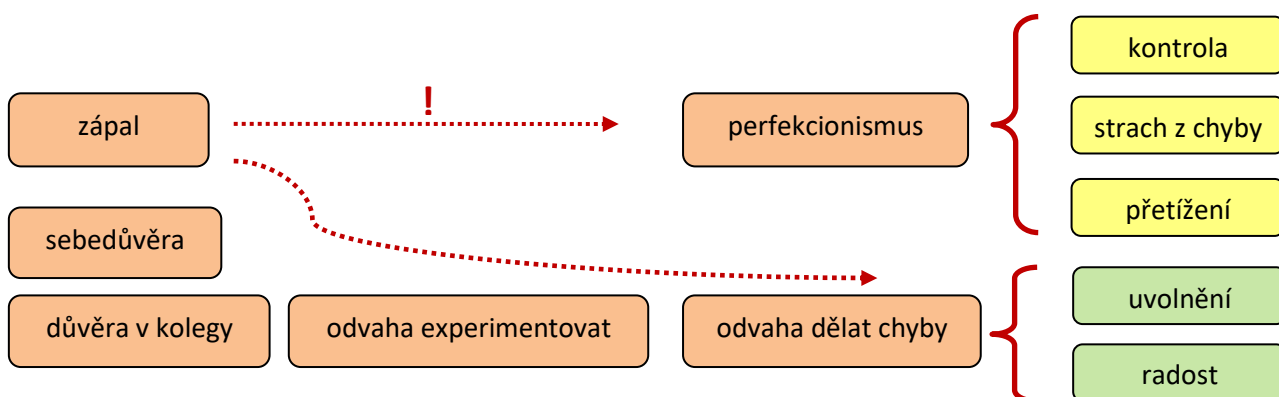 kontrola
!
zápal
perfekcionismus
strach z chyby
přetížení
sebedůvěra
uvolnění
důvěra v kolegy
odvaha experimentovat
odvaha dělat chyby
radost